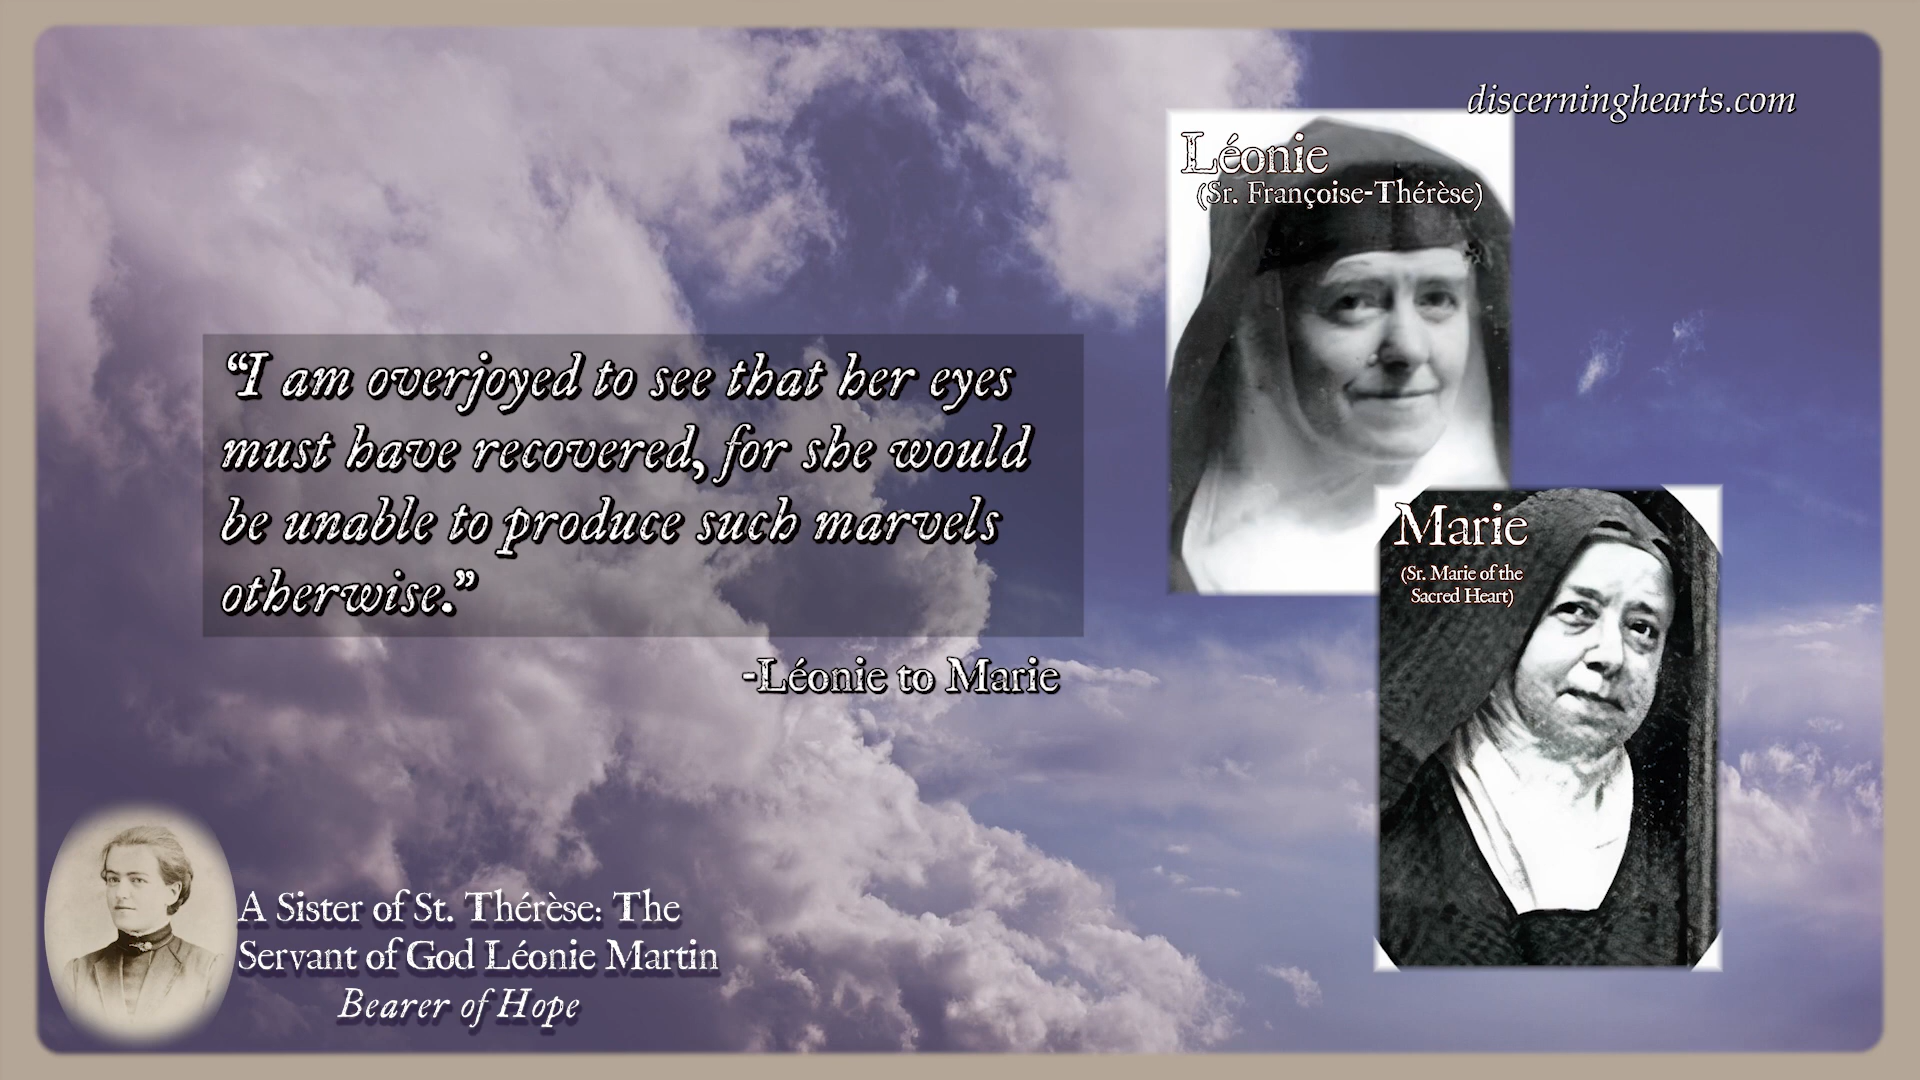 discerninghearts.com
Léonie
(Sr. Françoise-Thérèse)
“I am overjoyed to see that her eyes
must have recovered, for she would
be unable to produce such marvels
otherwise.”
-Léonie to Marie
Marie
(Sr. Marie of the
Sacred Heart)
A Sister of St. Thérèse: The
Servant of God Léonie Martin
Bearer of Hope